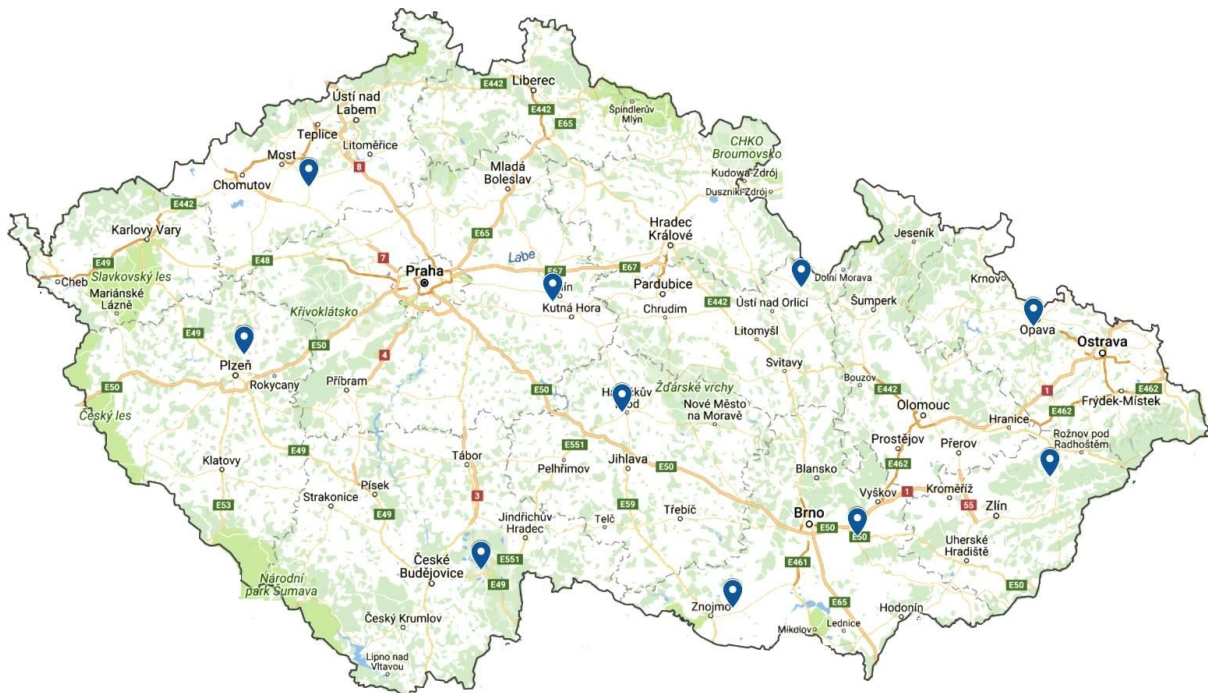 E442
Liberec
Ústí nad
Labem
E442
Špindlerův
Mlýn
E65
Teplice
Litoměřice
CHKO
Broumovsko
Most
8
Mladá
Boleslav
Kudowa-Zdrój
Chomutov
Duszniki-Zdrój
E442
Karlovy Vary
E65
Hradec
Králové
Jeseník
E49
E48
7
Labe
Slavkovský les
Praha
E67
E67
Dolní Morava
Krnov
Cheb
Mariánské
Lázně
Pardubice
E442
Ústí nad Orlicí
Šumperk
Křivoklátsko
Kutná Hora
Chrudim
Opava
E49
E50
Litomyšl
Ostrava
Plzeň
4
Svitavy
Rokycany
Příbram
E50
Žďárské vrchy
Bouzov
E442
1
E462
E50
Český les
Nové Město
na Moravě
Olomouc
Hranice
E462
Frýdek-Místek
E49
E551
Prostějov
Přerov
Rožnov pod
Radhoštěm
Klatovy
Tábor
Pelhřimov
Jihlava
E50
Blansko
E462
Písek
Strakonice
3
E59
Vyškov
1
Kroměříž
E53
E49
Jindřichův
Hradec
Telč
Třebíč
Brno
E50
E50
55
Zlín
České
Budějovice
E551
E461
Uherské
Hradiště
Národní
park Šumava
E49
E50
Český Krumlov
Znojmo
E65
Hodonín
Mikulov
Lednice
Lipno nad
Vltavou